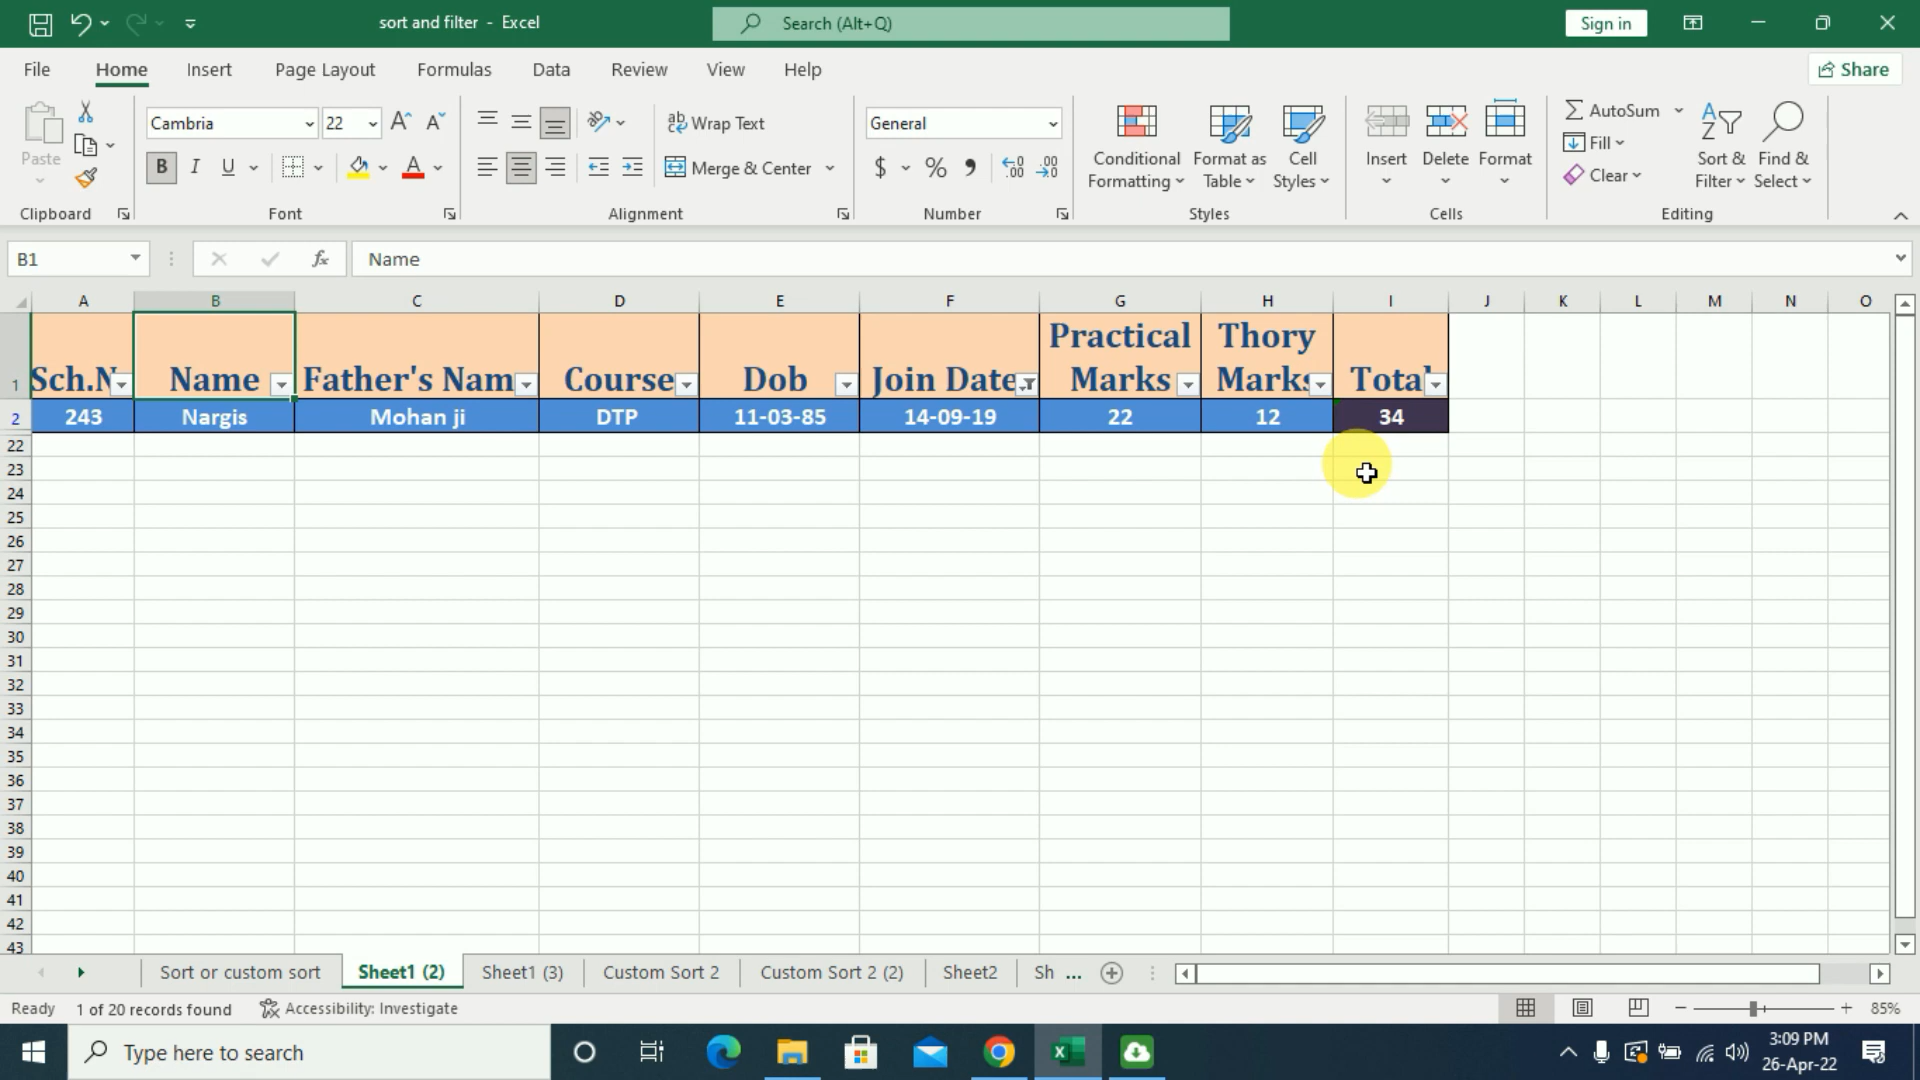 sort and filter - Excel
Search (Alt+Q)
Sign in
File Home Insert Page Layout Formulas Data Review View Help
Share
Paste
Cambria 22
Wrap Text
Merge & Center
General
Conditional Formatting
Format as Table
Cell Styles
Insert
Delete
Format
AutoSum
Fill
Clear
Sort & Filter
Find & Select
Clipboard Font Alignment Number Styles Cells Editing
B1 fx Name
A B C D E F G H I J K L M N O
1 Sch.N Name Father's Nam Course Dob Join Date Practical Marks Thory Marks Total
2 243 Nargis Mohan ji DTP 11-03-85 14-09-19 22 12 34
22
23
24
25
26
27
28
29
30
31
32
33
34
35
36
37
38
39
40
41
42
43
Sort or custom sort Sheet1 (2) Sheet1 (3) Custom Sort 2 Custom Sort 2 (2) Sheet2 Sh ...
Ready 1 of 20 records found Accessibility: Investigate 85%
Type here to search
3:09 PM
26-Apr-22